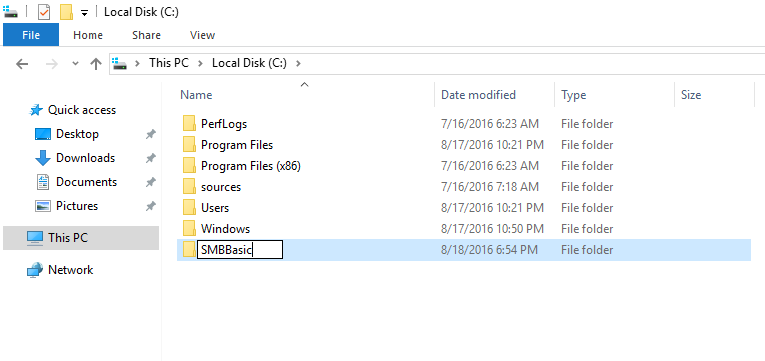 Local Disk (C:)
File Home Share View
This PC > Local Disk (C:) >
Name Date modified Type Size
Quick access
Desktop
Downloads
Documents
Pictures
This PC
Network
PerfLogs 7/16/2016 6:23 AM File folder
Program Files 8/17/2016 10:21 PM File folder
Program Files (x86) 7/16/2016 6:23 AM File folder
sources 7/16/2016 7:18 AM File folder
Users 8/17/2016 10:21 PM File folder
Windows 8/17/2016 10:50 PM File folder
SMBBasic 8/18/2016 6:54 PM File folder